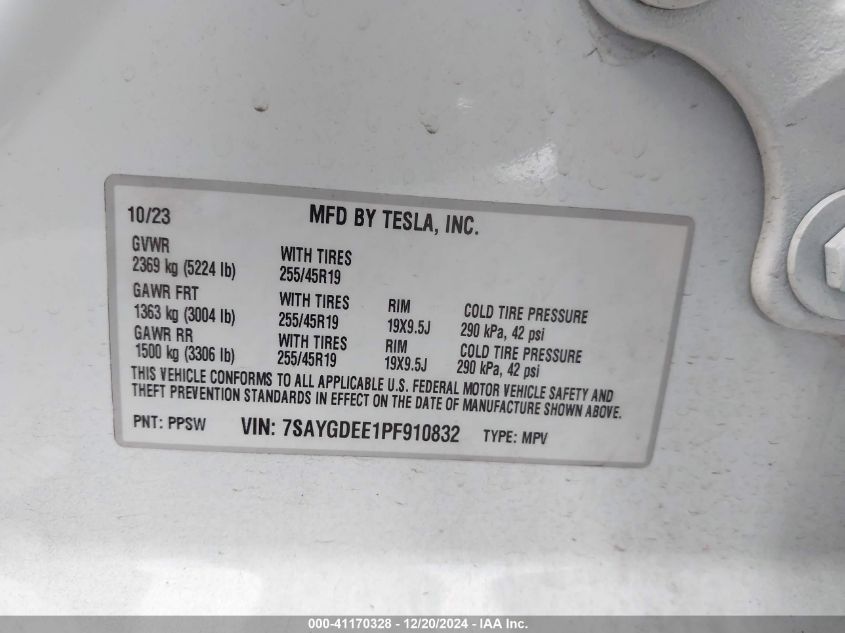 10/23 MFD BY TESLA, INC.
GVWR
2369 kg (5224 lb) WITH TIRES
255/45R19
GAWR FRT
1363 kg (3004 lb) WITH TIRES RIM COLD TIRE PRESSURE
255/45R19 19X9.5J 290 kPa, 42 psi
GAWR RR
1500 kg (3306 lb) WITH TIRES RIM COLD TIRE PRESSURE
255/45R19 19X9.5J 290 kPa, 42 psi
THIS VEHICLE CONFORMS TO ALL APPLICABLE U.S. FEDERAL MOTOR VEHICLE SAFETY AND
THEFT PREVENTION STANDARDS IN EFFECT ON THE DATE OF MANUFACTURE SHOWN ABOVE.
PNT: PPSW VIN: 7SAYGDEE1PF910832 TYPE: MPV
000-41170328 - 12/20/2024 - IAA Inc.